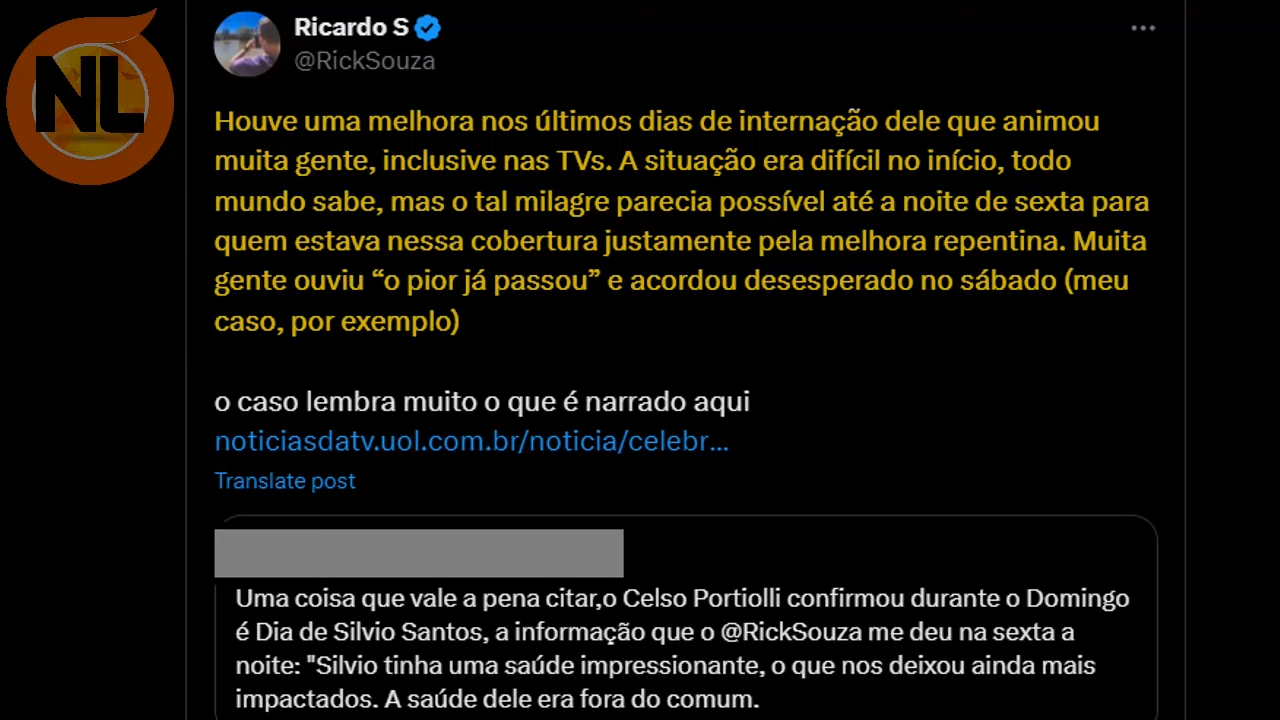 NL
Ricardo S
@RickSouza
Houve uma melhora nos últimos dias de internação dele que animou
muita gente, inclusive nas TVs. A situação era difícil no início, todo
mundo sabe, mas o tal milagre parecia possível até a noite de sexta para
quem estava nessa cobertura justamente pela melhora repentina. Muita
gente ouviu “o pior já passou” e acordou desesperado no sábado (meu
caso, por exemplo)
o caso lembra muito o que é narrado aqui
noticiasdatv.uol.com.br/noticia/celebr...
Translate post
Uma coisa que vale a pena citar,o Celso Portiolli confirmou durante o Domingo
é Dia de Silvio Santos, a informação que o @RickSouza me deu na sexta a
noite: "Silvio tinha uma saúde impressionante, o que nos deixou ainda mais
impactados. A saúde dele era fora do comum.